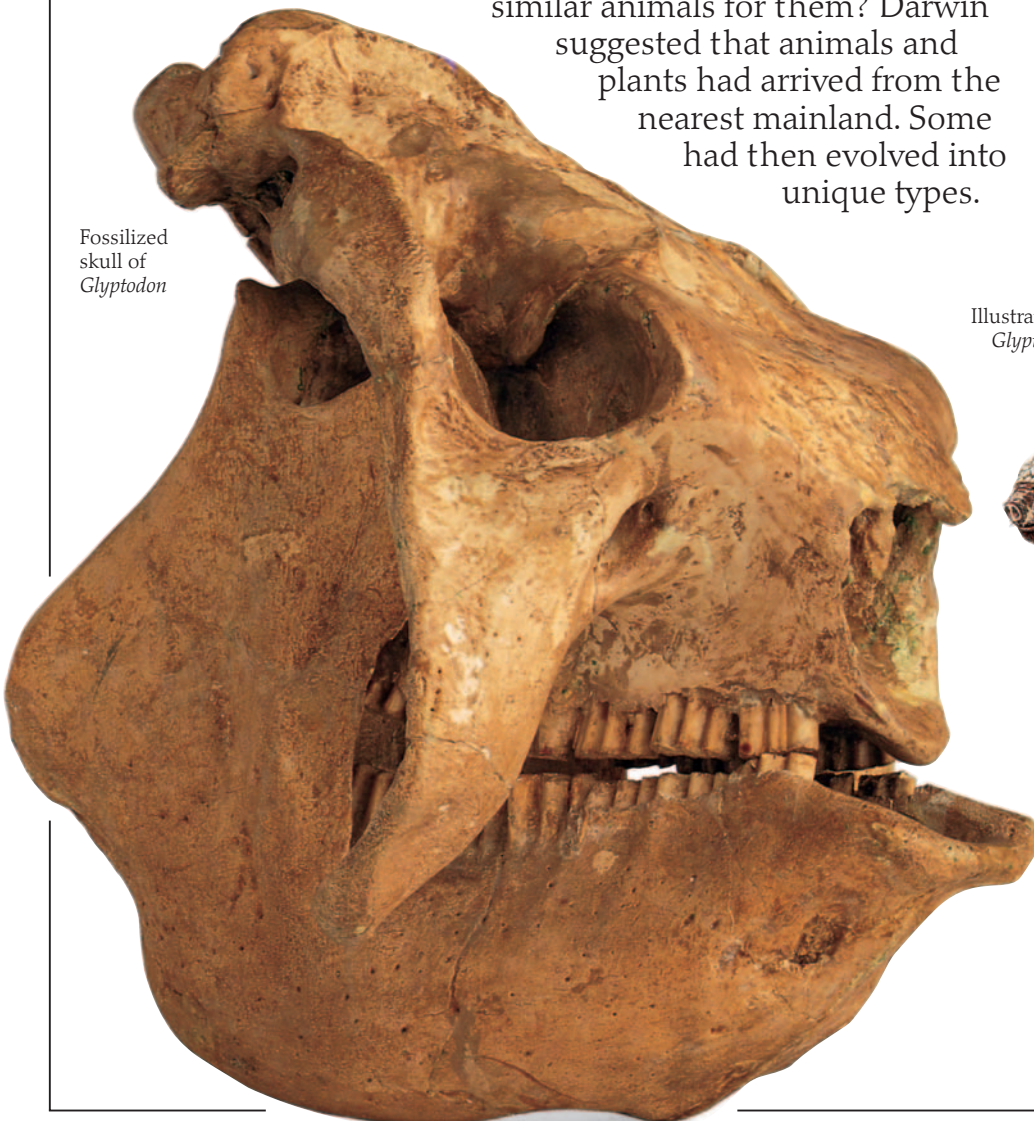 similar animals for them? Darwin
suggested that animals and
plants had arrived from the
nearest mainland. Some
had then evolved into
unique types.
Fossilized
skull of
Glyptodon